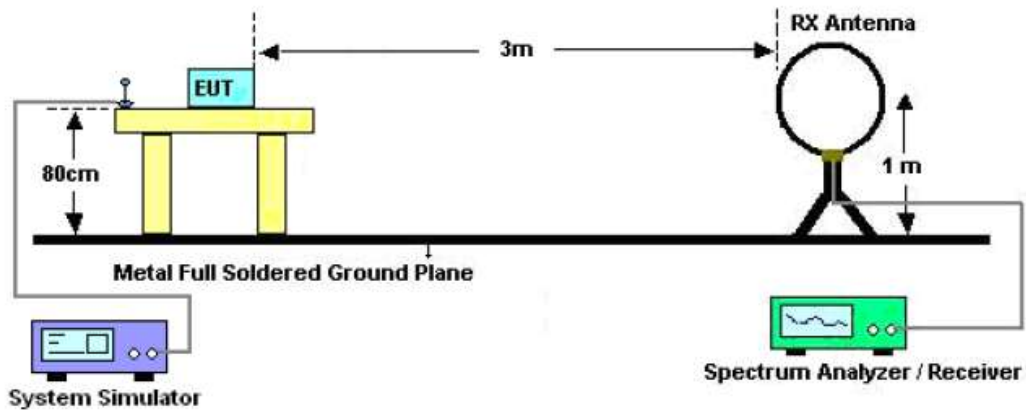 RX Antenna
3m
EUT
80cm
1 m
Metal Full Soldered Ground Plane
System Simulator
Spectrum Analyzer / Receiver